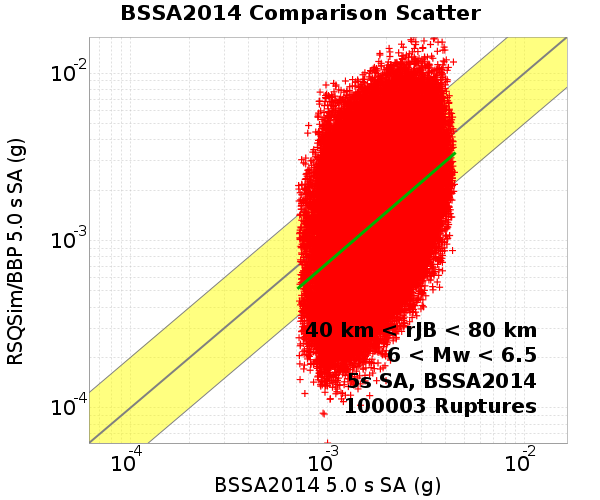 BSSA2014 Comparison Scatter
RSQSim/BBP 5.0 s SA (g)
10-2
10-3
10-4
40 km < rJB < 80 km
6 < Mw < 6.5
5s SA, BSSA2014
100003 Ruptures
10-4 10-3 10-2
BSSA2014 5.0 s SA (g)